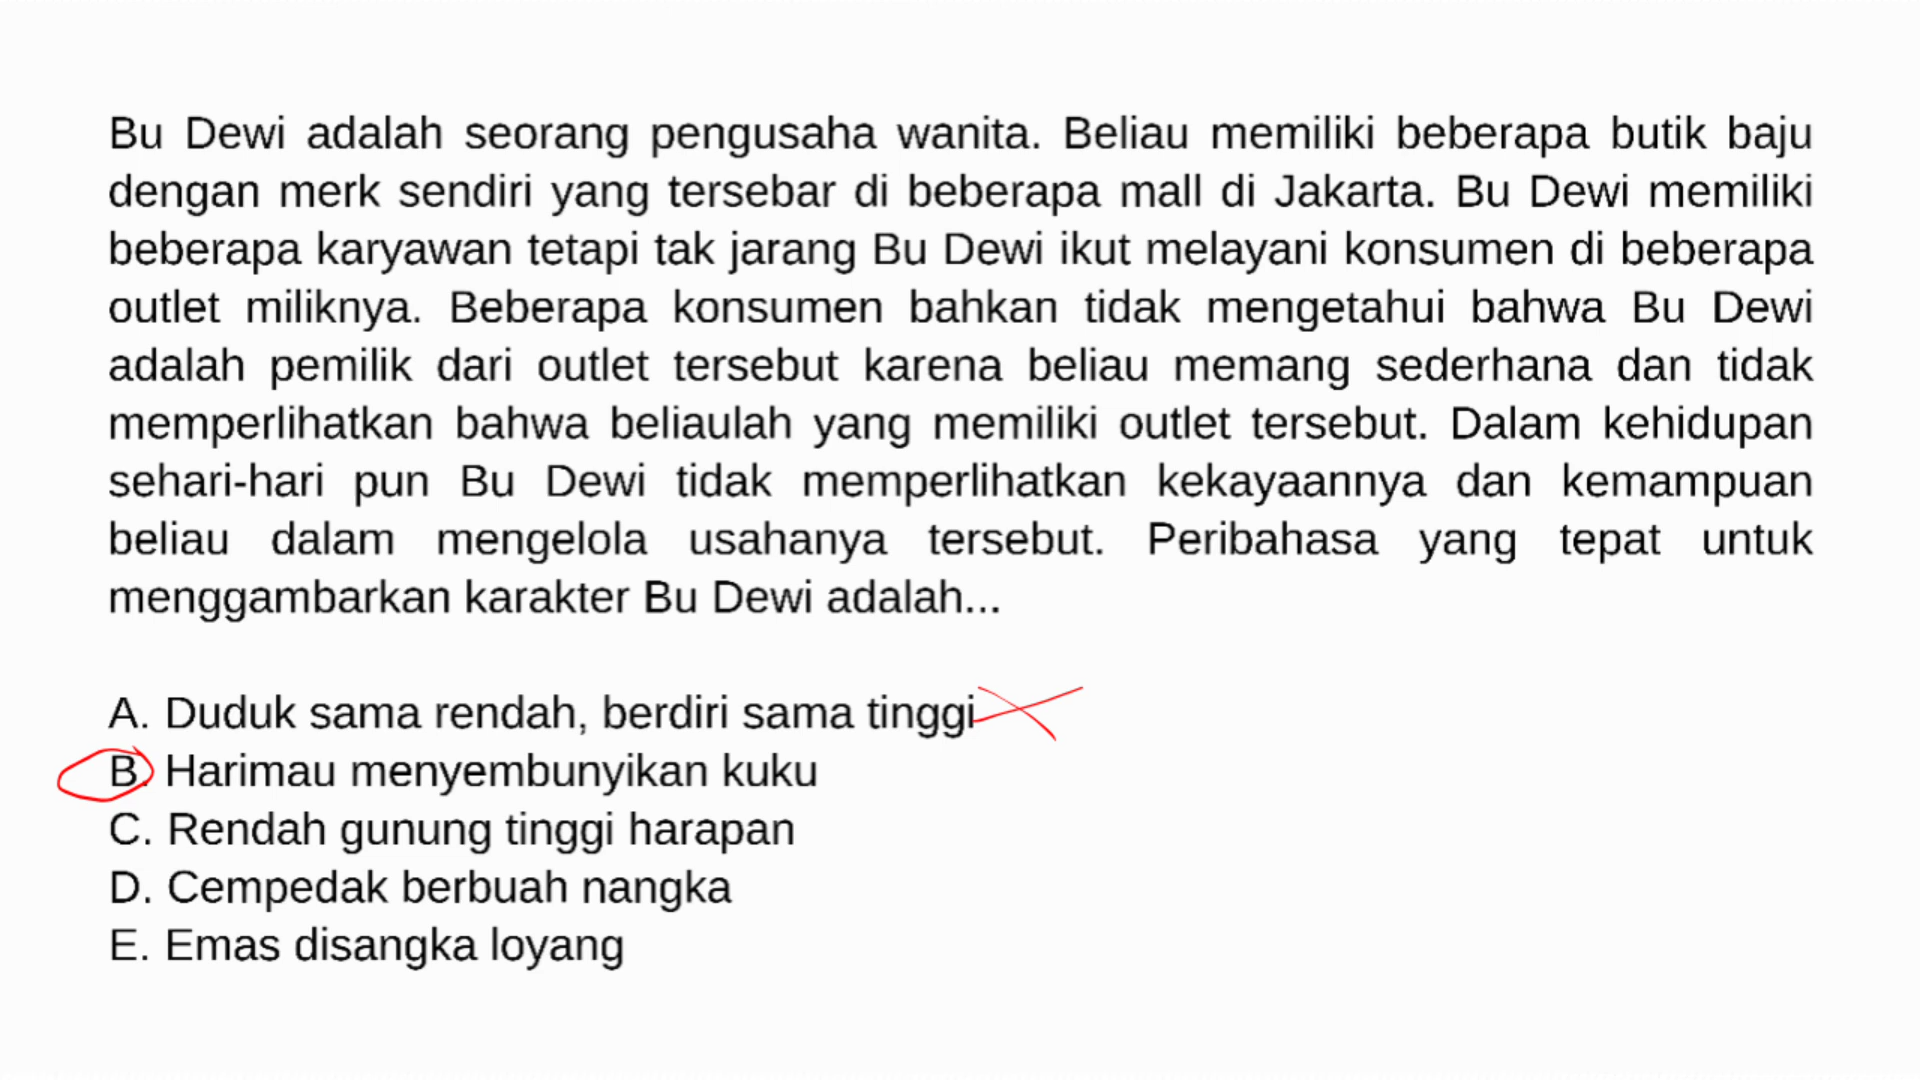 Bu Dewi adalah seorang pengusaha wanita. Beliau memiliki beberapa butik baju
dengan merk sendiri yang tersebar di beberapa mall di Jakarta. Bu Dewi memiliki
beberapa karyawan tetapi tak jarang Bu Dewi ikut melayani konsumen di beberapa
outlet miliknya. Beberapa konsumen bahkan tidak mengetahui bahwa Bu Dewi
adalah pemilik dari outlet tersebut karena beliau memang sederhana dan tidak
memperlihatkan bahwa beliaulah yang memiliki outlet tersebut. Dalam kehidupan
sehari-hari pun Bu Dewi tidak memperlihatkan kekayaannya dan kemampuan
beliau dalam mengelola usahanya tersebut. Peribahasa yang tepat untuk
menggambarkan karakter Bu Dewi adalah...
A. Duduk sama rendah, berdiri sama tinggi
B. Harimau menyembunyikan kuku
C. Rendah gunung tinggi harapan
D. Cempedak berbuah nangka
E. Emas disangka loyang